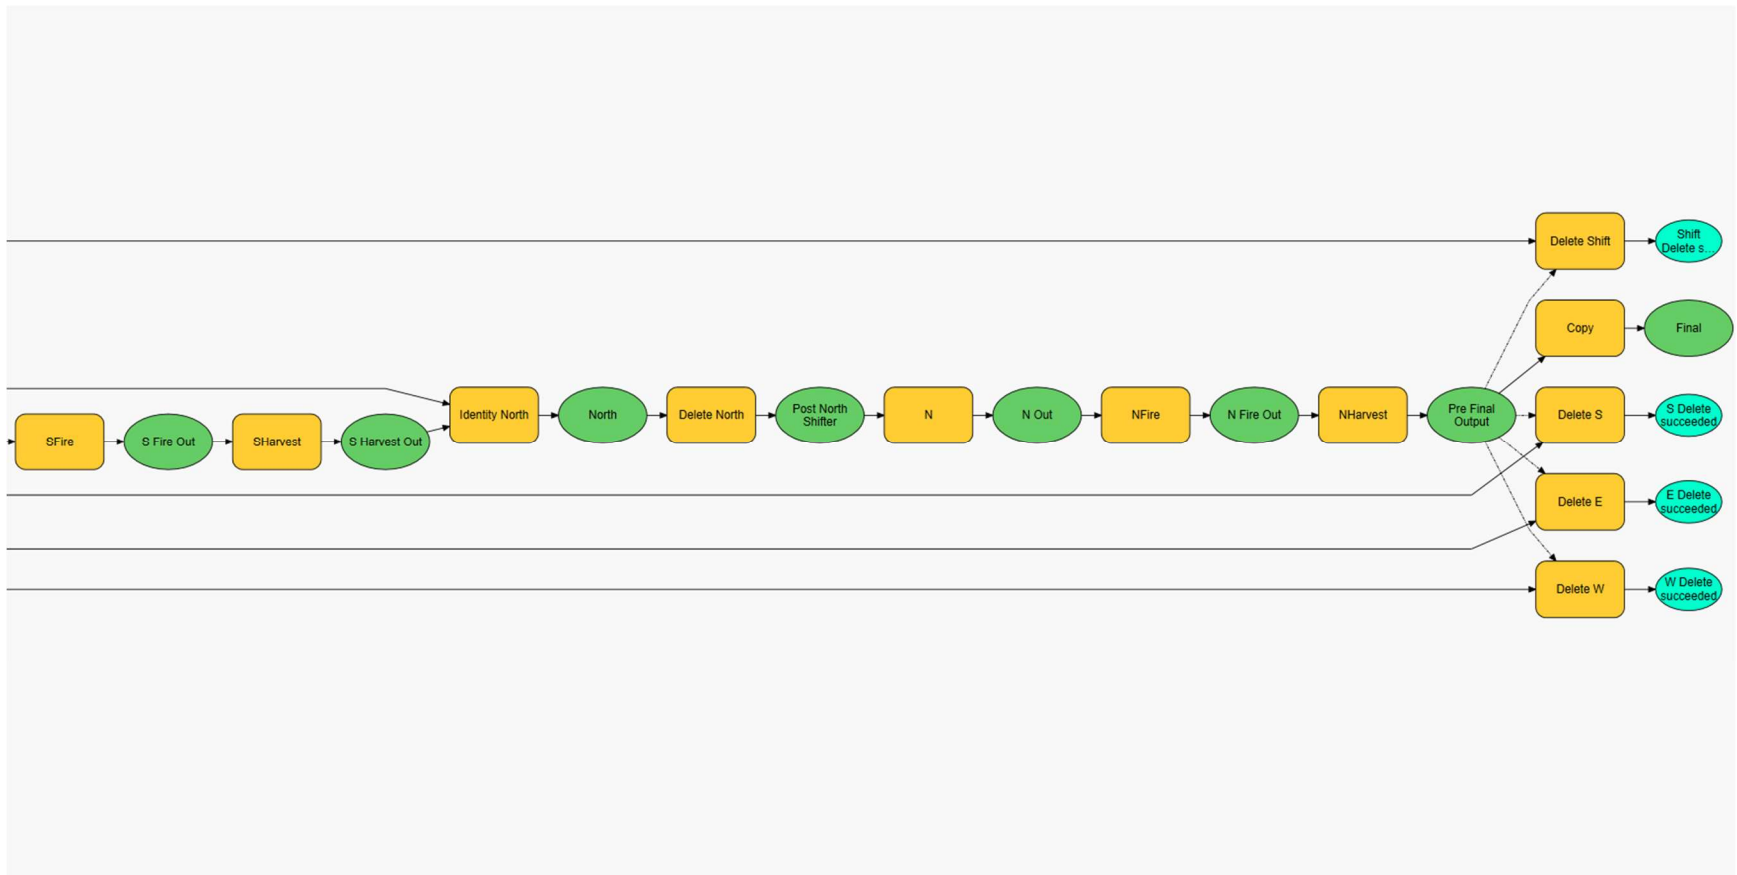 Delete Shift
Shift
Delete s...
Copy
Final
SFire
S Fire Out
SHarvest
S Harvest Out
Identity North
North
Delete North
Post North
Shifter
N
N Out
NFire
N Fire Out
NHarvest
Pre Final
Output
Delete S
S Delete
succeeded
Delete E
E Delete
succeeded
Delete W
W Delete
succeeded